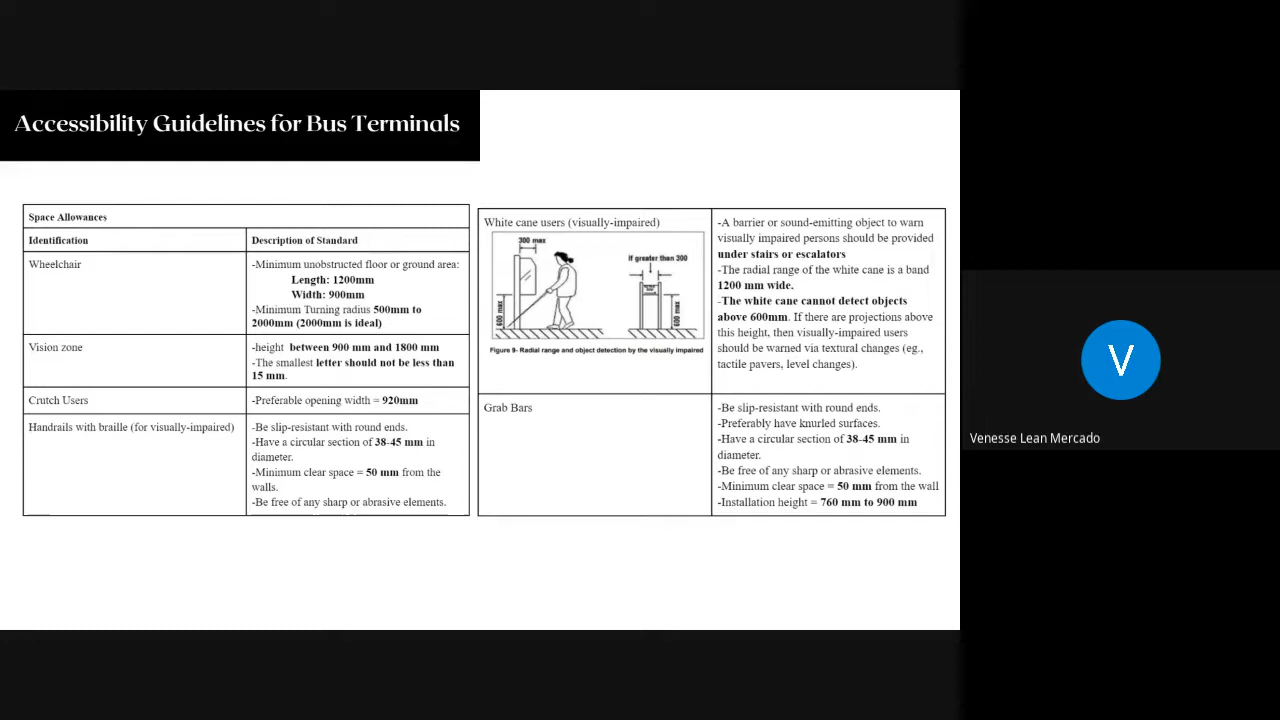 Accessibility Guidelines for Bus Terminals
Space Allowances
Identification
Description of Standard
Wheelchair
-Minimum unobstructed floor or ground area:
Length: 1200mm
Width: 900mm
-Minimum Turning radius 500mm to
2000mm (2000mm is ideal)
Vision zone
-height between 900 mm and 1800 mm
-The smallest letter should not be less than
15 mm.
Crutch Users
-Preferable opening width = 920mm
Handrails with braille (for visually-impaired)
-Be slip-resistant with round ends.
-Have a circular section of 38-45 mm in
diameter.
-Minimum clear space = 50 mm from the
walls.
-Be free of any sharp or abrasive elements.
White cane users (visually-impaired)
300 max
If greater than 300
600 max
600 max
Figure 9- Radial range and object detection by the visually impaired
-A barrier or sound-emitting object to warn
visually impaired persons should be provided
under stairs or escalators
-The radial range of the white cane is a band
1200 mm wide.
-The white cane cannot detect objects
above 600mm. If there are projections above
this height, then visually-impaired users
should be warned via textural changes (eg.,
tactile pavers, level changes).
Grab Bars
-Be slip-resistant with round ends.
-Preferably have knurled surfaces.
-Have a circular section of 38-45 mm in
diameter.
-Be free of any sharp or abrasive elements.
-Minimum clear space = 50 mm from the wall
-Installation height = 760 mm to 900 mm
V
Venesse Lean Mercado